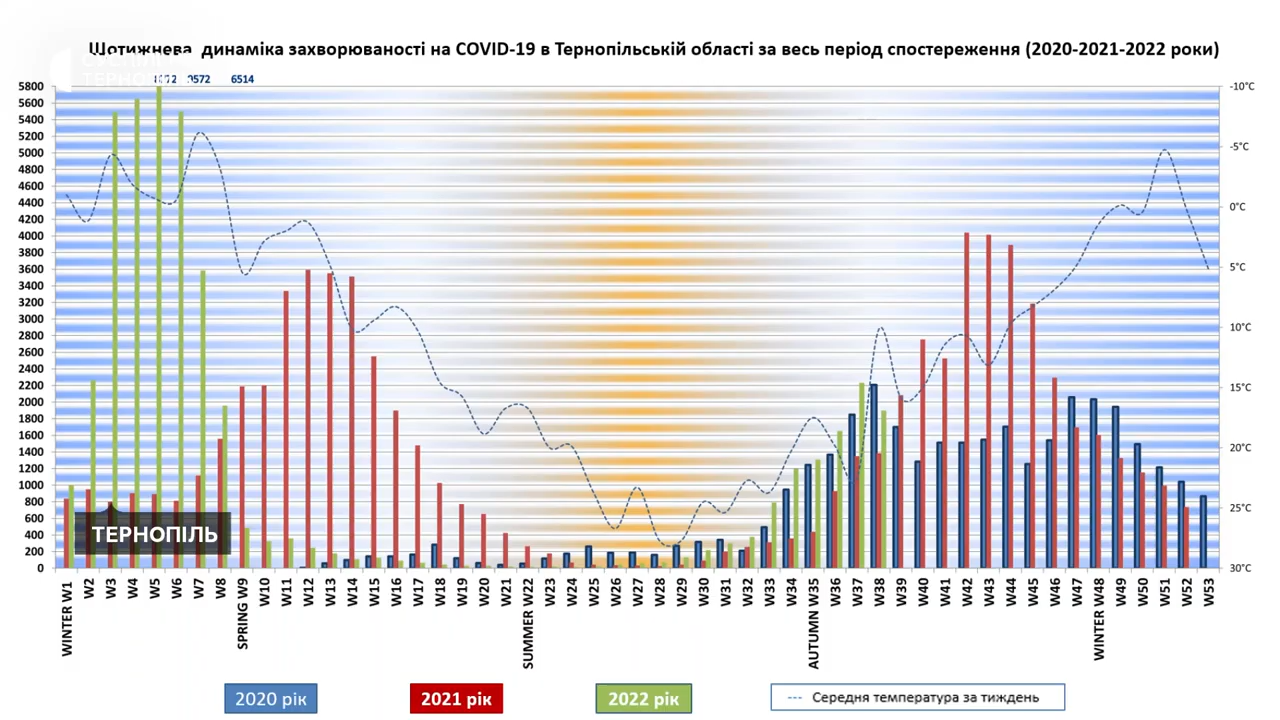 Щотижнева динаміка захворюваності на COVID-19 в Тернопільській області за весь період спостереження (2020-2021-2022 роки)
СУСПІЛЬНЕ
ТЕРНОПІЛЬ
6514
5800
5600
5400
5200
5000
4800
4600
4400
4200
4000
3800
3600
3400
3200
3000
2800
2600
2400
2200
2000
1800
1600
1400
1200
1000
800
600
400
200
0
-10°C
-5°C
0°C
5°C
10°C
15°C
20°C
25°C
30°C
ТЕРНОПІЛЬ
WINTER W1
W2
W3
W4
W5
W6
W7
W8
SPRING W9
W10
W11
W12
W13
W14
W15
W16
W17
W18
W19
W20
W21
SUMMER W22
W23
W24
W25
W26
W27
W28
W29
W30
W31
W32
W33
W34
AUTUMN W35
W36
W37
W38
W39
W40
W41
W42
W43
W44
W45
W46
W47
WINTER W48
W49
W50
W51
W52
W53
2020 рік
2021 рік
2022 рік
Середня температура за тиждень